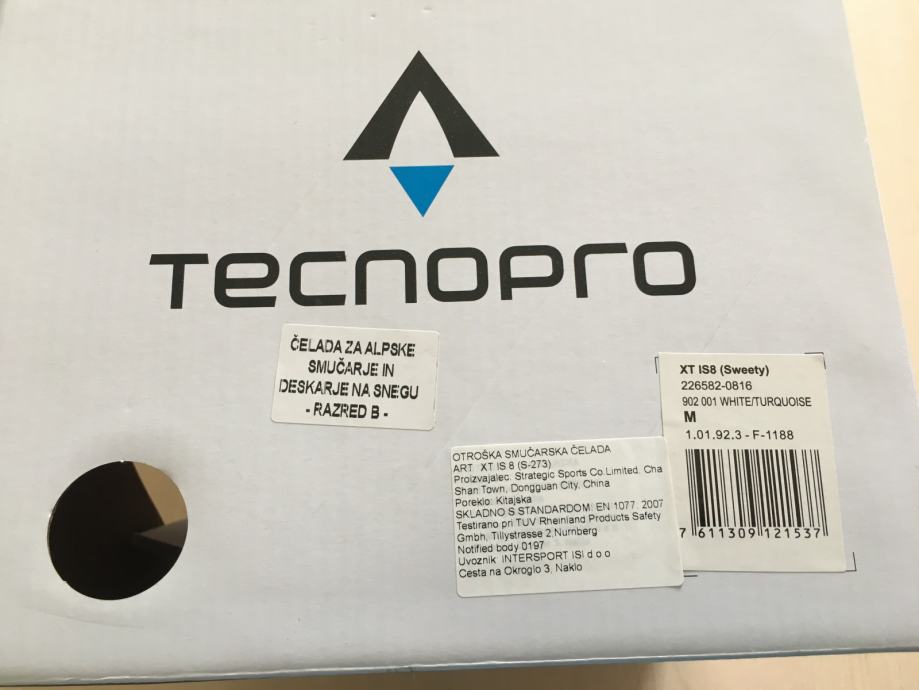 TECNOPRO
ČELADA ZA ALPSKE
SMUČARJE IN
DESKARJE NA SNEGU
- RAZRED B -
XT IS8 (Sweety)
226582-0816
902 001 WHITE/TURQUOISE
M
1.01.92.3 - F-1188
7 611309 121537
OTROŠKA SMUČARSKA ČELADA
ART. XT IS 8 (S-273)
Proizvajalec: Strategic Sports Co.Limited, Cha
Shan Town, Dongguan City, China
Poreklo: Kitajska
SKLADNO S STANDARDOM: EN 1077: 2007
Testirano pri TUV Rheinland Products Safety
Gmbh, Tillystrasse 2,Nurnberg
Notified body 0197
Uvoznik: INTERSPORT ISI d.o.o
Cesta na Okroglo 3, Naklo